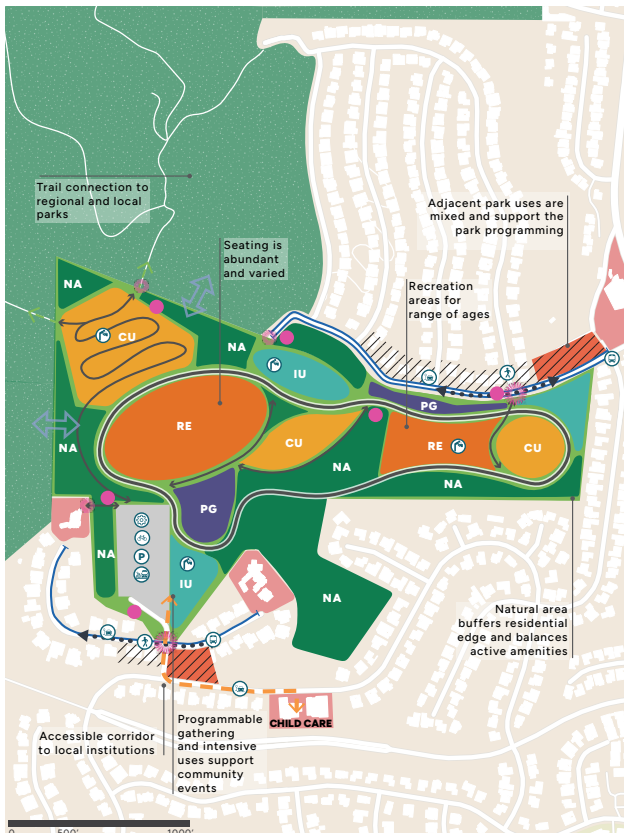 Trail connection to
regional and local
parks
Adjacent park uses are
mixed and support the
park programming
Seating is
abundant
and varied
Recreation
areas for
range of ages
NA
CU
NA
IU
PG
RE
CU
RE
CU
NA
NA
NA
PG
NA
IU
P
NA
Natural area
buffers residential
edge and balances
active amenities
CHILD CARE
Accessible corridor
to local institutions
Programmable
gathering
and intensive
uses support
community
events
500'
1000'